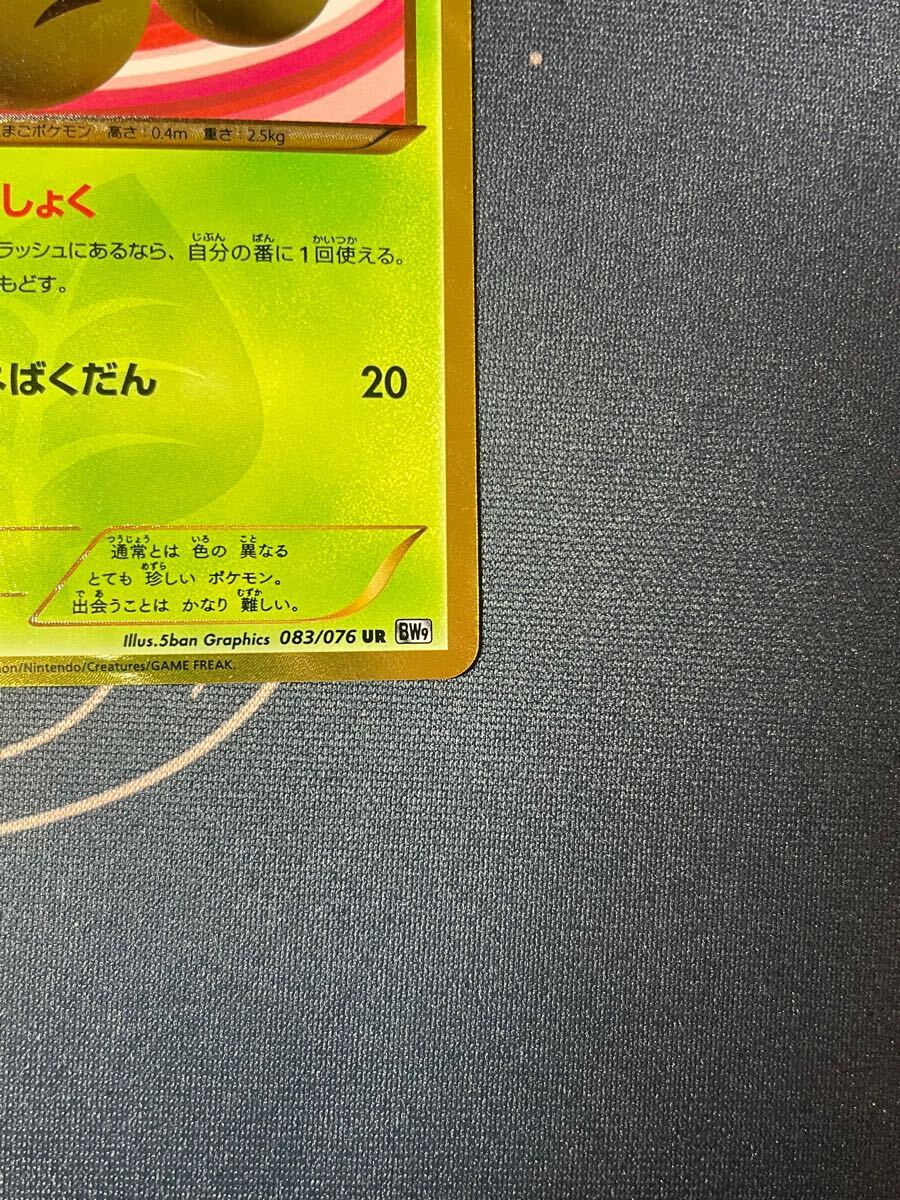 まごポケモン 高さ：0.4m 重さ：2.5kg
しょく
ラッシュにあるなら、自分の番に1回使える。
もどす。
ばくだん 20
通常とは 色の 異なる
とても 珍しい ポケモン。
出会うことは かなり 難しい。
Illus.5ban Graphics 083/076 UR BW9
mon/Nintendo/Creatures/GAME FREAK.